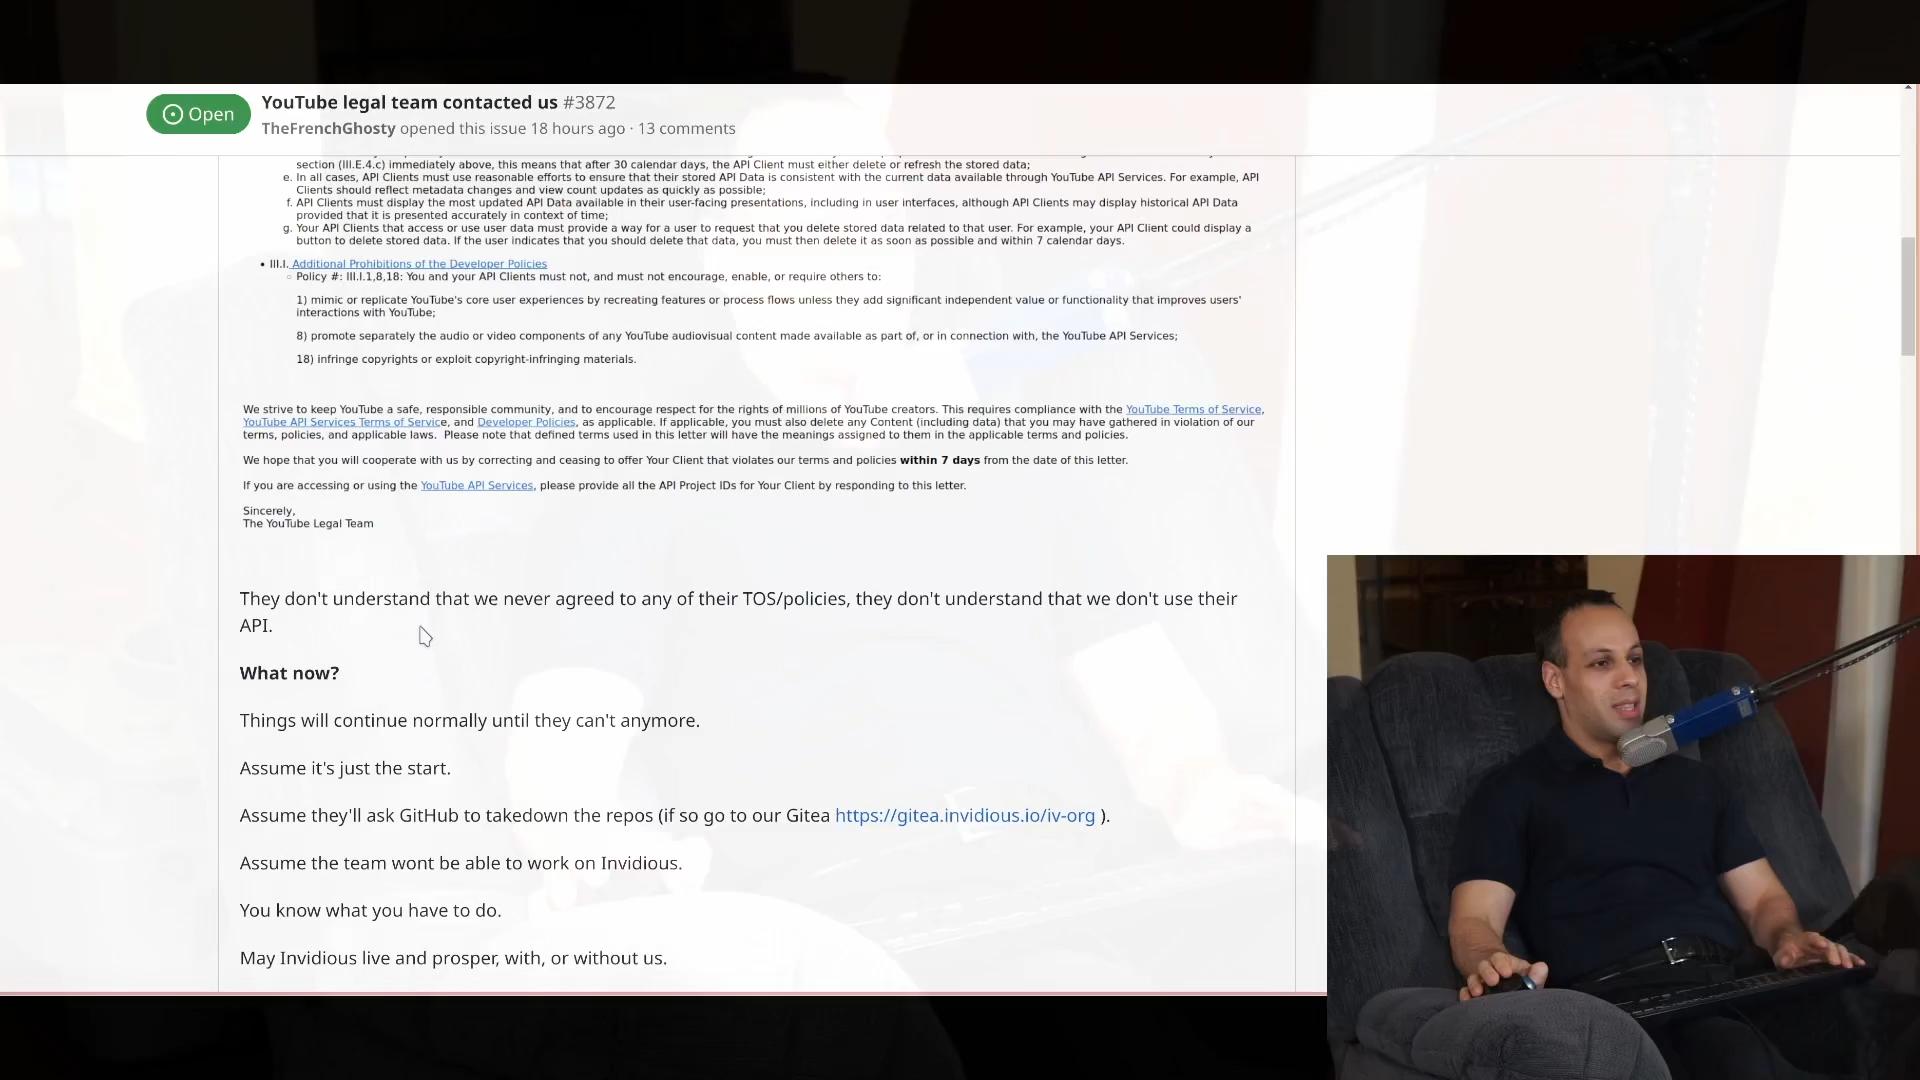 Open
YouTube legal team contacted us #3872
TheFrenchGhosty opened this issue 18 hours ago · 13 comments
section (III.E.4.c) immediately above, this means that after 30 calendar days, the API Client must either delete or refresh the stored data;
e. In all cases, API Clients must use reasonable efforts to ensure that their stored API Data is consistent with the current data available through YouTube API Services. For example, API
Clients should reflect metadata changes and view count updates as quickly as possible;
f. API Clients must display the most updated API Data available in their user-facing presentations, including in user interfaces, although API Clients may display historical API Data
provided that it is presented accurately in context of time;
g. Your API Clients that access or use user data must provide a way for a user to request that you delete stored data related to that user. For example, your API Client could display a
button to delete stored data. If the user indicates that you should delete that data, you must then delete it as soon as possible and within 7 calendar days.
• III.I. Additional Prohibitions of the Developer Policies
◦ Policy #: III.I.1,8,18: You and your API Clients must not, and must not encourage, enable, or require others to:
1) mimic or replicate YouTube's core user experiences by recreating features or process flows unless they add significant independent value or functionality that improves users'
interactions with YouTube;
8) promote separately the audio or video components of any YouTube audiovisual content made available as part of, or in connection with, the YouTube API Services;
18) infringe copyrights or exploit copyright-infringing materials.
We strive to keep YouTube a safe, responsible community, and to encourage respect for the rights of millions of YouTube creators. This requires compliance with the YouTube Terms of Service,
YouTube API Services Terms of Service, and Developer Policies, as applicable. If applicable, you must also delete any Content (including data) that you may have gathered in violation of our
terms, policies, and applicable laws. Please note that defined terms used in this letter will have the meanings assigned to them in the applicable terms and policies.
We hope that you will cooperate with us by correcting and ceasing to offer Your Client that violates our terms and policies within 7 days from the date of this letter.
If you are accessing or using the YouTube API Services, please provide all the API Project IDs for Your Client by responding to this letter.
Sincerely,
The YouTube Legal Team
They don't understand that we never agreed to any of their TOS/policies, they don't understand that we don't use their
API.
What now?
Things will continue normally until they can't anymore.
Assume it's just the start.
Assume they'll ask GitHub to takedown the repos (if so go to our Gitea https://gitea.invidious.io/iv-org ).
Assume the team wont be able to work on Invidious.
You know what you have to do.
May Invidious live and prosper, with, or without us.